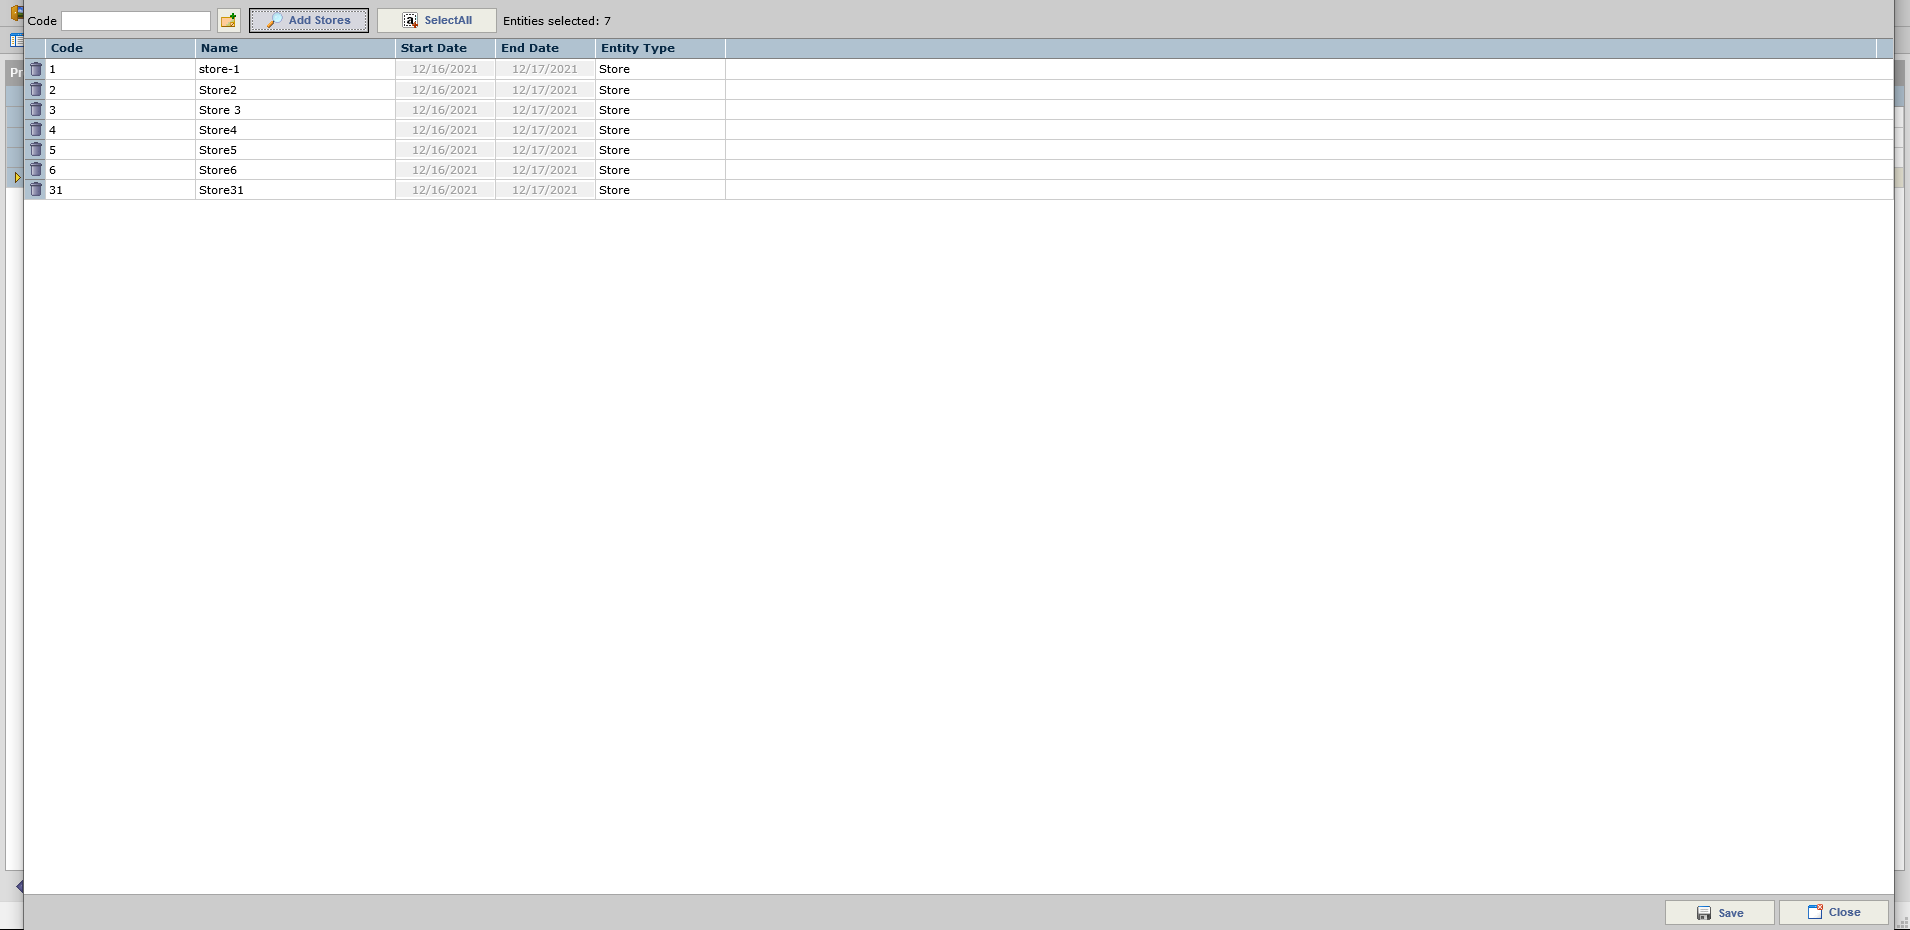 Code Add Stores SelectAll Entities selected: 7
Code Name Start Date End Date Entity Type
Pr
1 store-1 12/16/2021 12/17/2021 Store
2 Store2 12/16/2021 12/17/2021 Store
3 Store 3 12/16/2021 12/17/2021 Store
4 Store4 12/16/2021 12/17/2021 Store
5 Store5 12/16/2021 12/17/2021 Store
6 Store6 12/16/2021 12/17/2021 Store
31 Store31 12/16/2021 12/17/2021 Store
Save Close